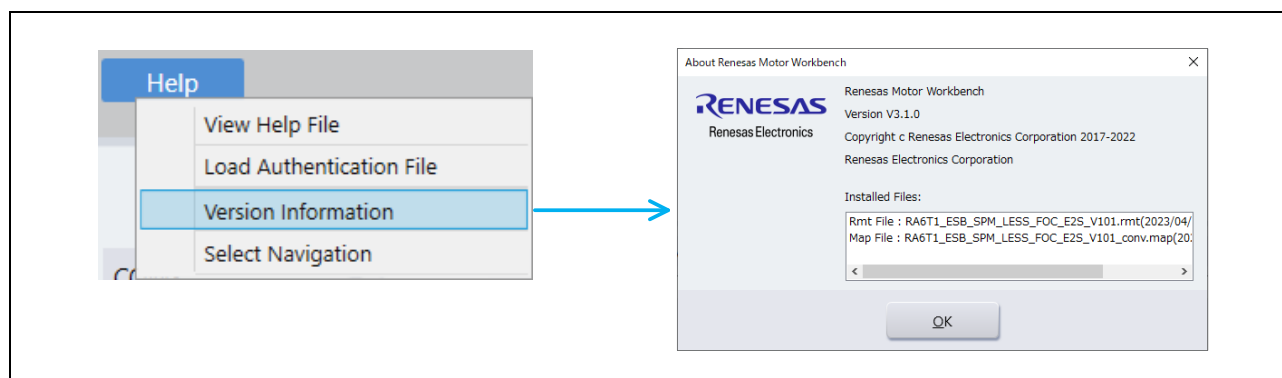 Help
View Help File
Load Authentication File
Version Information
Select Navigation
About Renesas Motor Workbench
RENESAS
Renesas Electronics
Renesas Motor Workbench
Version V3.1.0
Copyright c Renesas Electronics Corporation 2017-2022
Renesas Electronics Corporation
Installed Files:
Rmt File : RA6T1_ESB_SPM_LESS_FOC_E2S_V101.rmt(2023/04/
Map File : RA6T1_ESB_SPM_LESS_FOC_E2S_V101_conv.map(20
OK